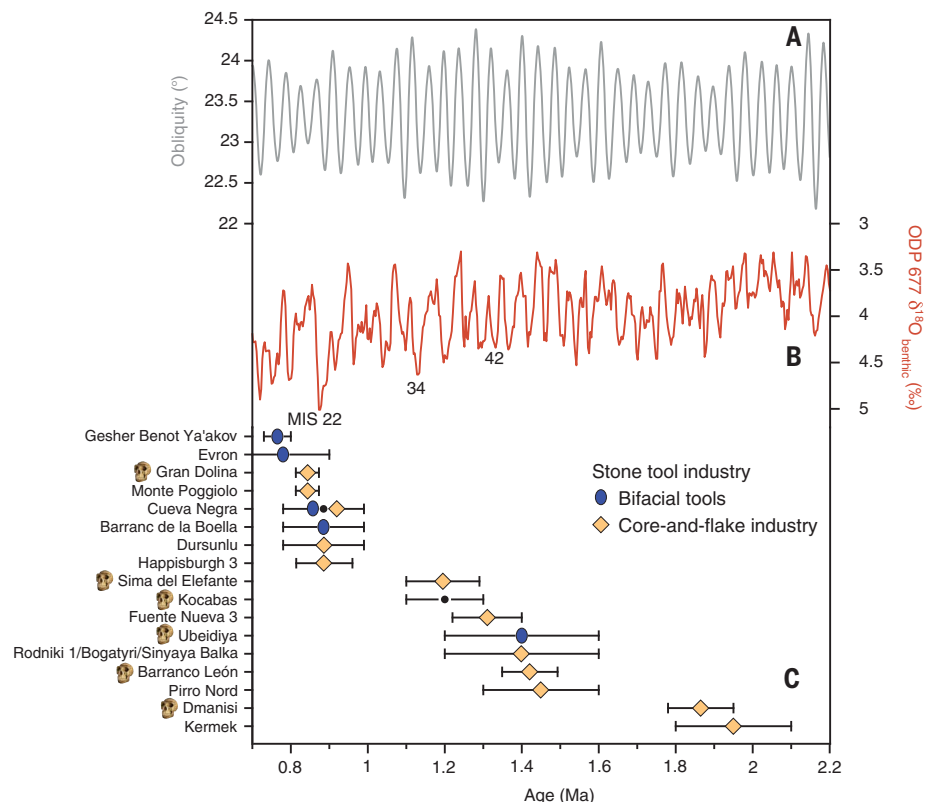 A
24.5
24
23.5
23
22.5
22
Obliquity (°)
3
3.5
4
4.5
5
ODP 677 δ18O benthic (‰)
B
42
34
MIS 22
Gesher Benot Ya'akov
Evron
Gran Dolina
Monte Poggiolo
Cueva Negra
Barranc de la Boella
Dursunlu
Happisburgh 3
Sima del Elefante
Kocabas
Fuente Nueva 3
Ubeidiya
Rodniki 1/Bogatyri/Sinyaya Balka
Barranco León
Pirro Nord
Dmanisi
Kermek
Stone tool industry
Bifacial tools
Core-and-flake industry
C
0.8 1 1.2 1.4 1.6 1.8 2 2.2
Age (Ma)